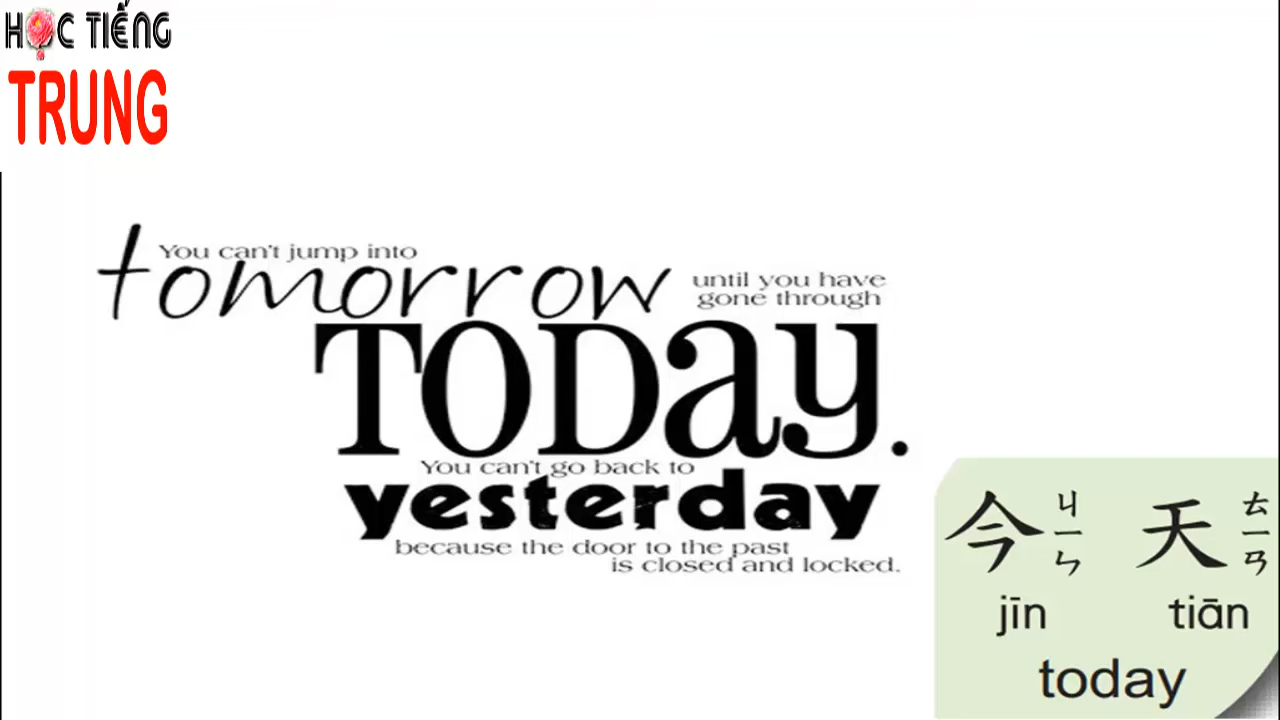 HỌC TIẾNG
TRUNG
You can't jump into
tomorrow
until you have
gone through
TODay.
You can't go back to
yesterday
because the door to the past
is closed and locked.
今 ㄐㄧㄣ 天 ㄊㄧㄢ
jīn tiān
today